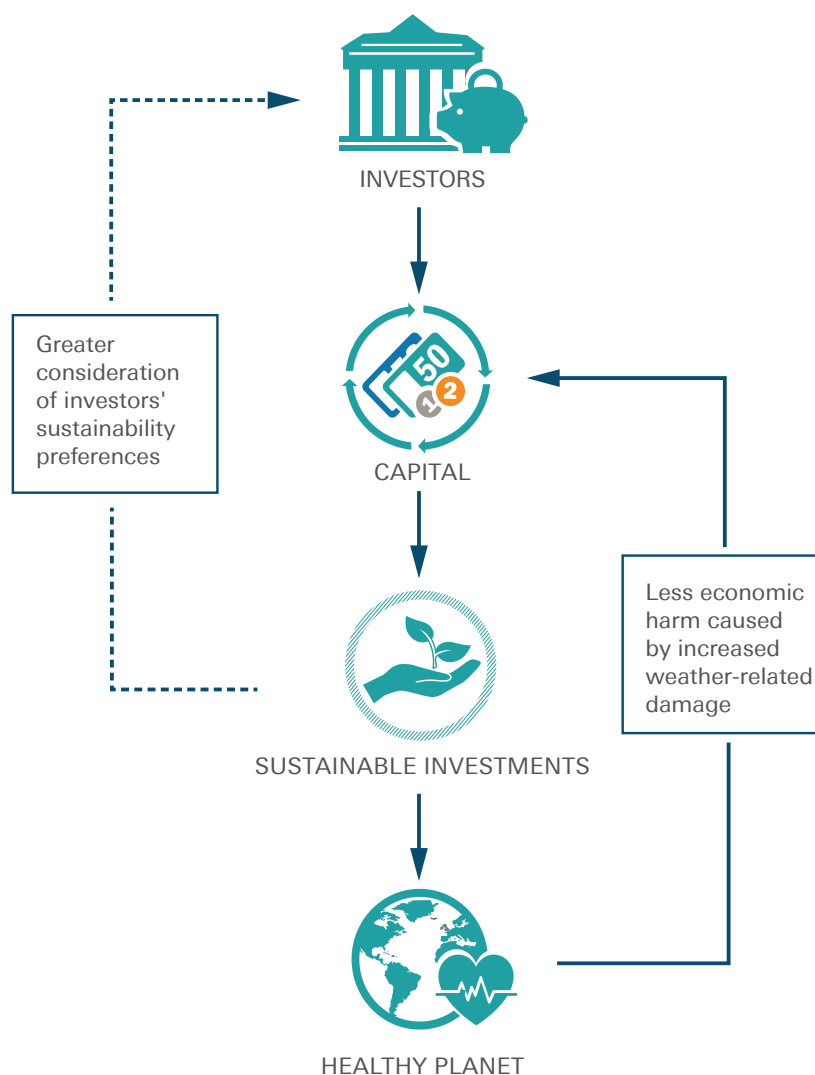 INVESTORS
Greater
consideration
of investors'
sustainability
preferences
50
1
2
CAPITAL
Less economic
harm caused
by increased
weather-related
damage
SUSTAINABLE INVESTMENTS
HEALTHY PLANET